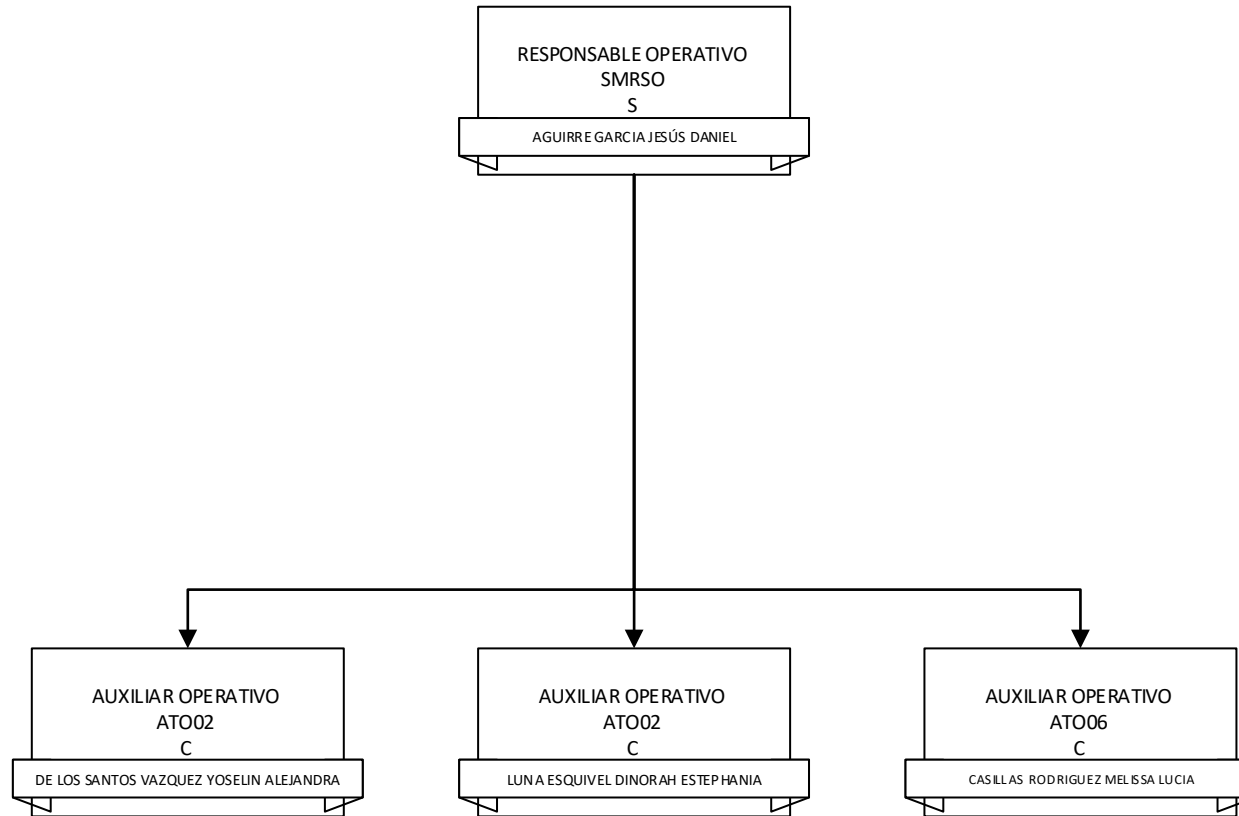 RESPONSABLE OPERATIVO
SMRSO
S
AGUIRRE GARCIA JESÚS DANIEL
AUXILIAR OPERATIVO
ATO02
C
DE LOS SANTOS VAZQUEZ YOSELIN ALEJANDRA
AUXILIAR OPERATIVO
ATO02
C
LUNA ESQUIVEL DINORAH ESTEPHANIA
AUXILIAR OPERATIVO
ATO06
C
CASILLAS RODRIGUEZ MELISSA LUCIA